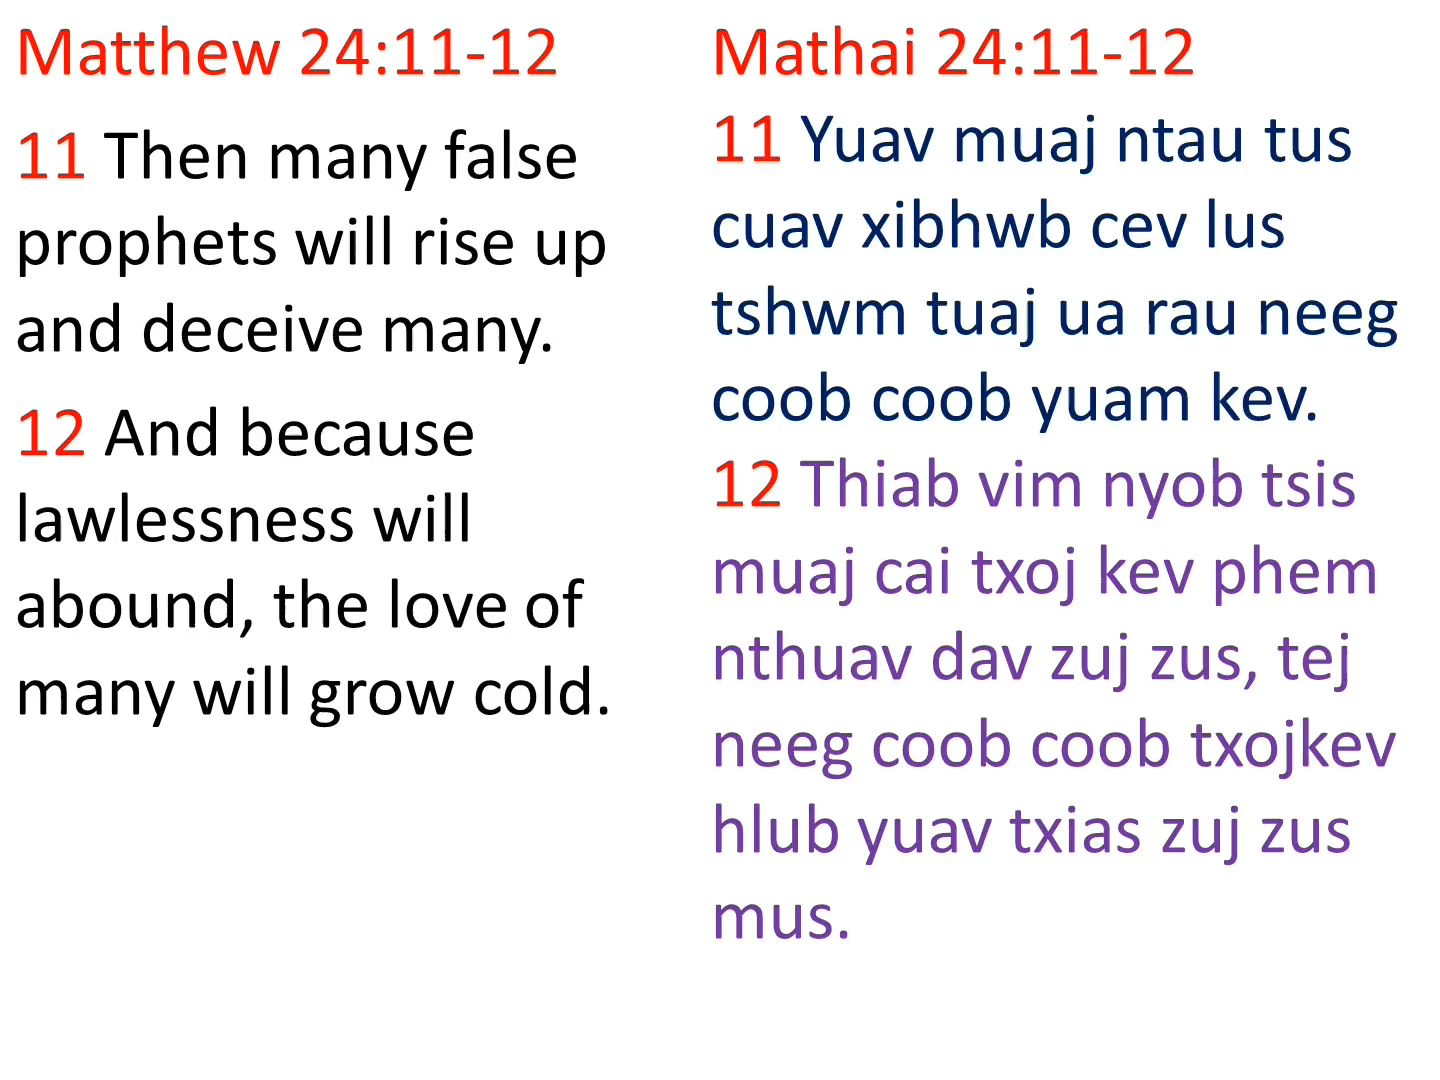 Matthew 24:11-12
11 Then many false
prophets will rise up
and deceive many.
12 And because
lawlessness will
abound, the love of
many will grow cold.
Mathai 24:11-12
11 Yuav muaj ntau tus
cuav xibhwb cev lus
tshwm tuaj ua rau neeg
coob coob yuam kev.
12 Thiab vim nyob tsis
muaj cai txoj kev phem
nthuav dav zuj zus, tej
neeg coob coob txojkev
hlub yuav txias zuj zus
mus.